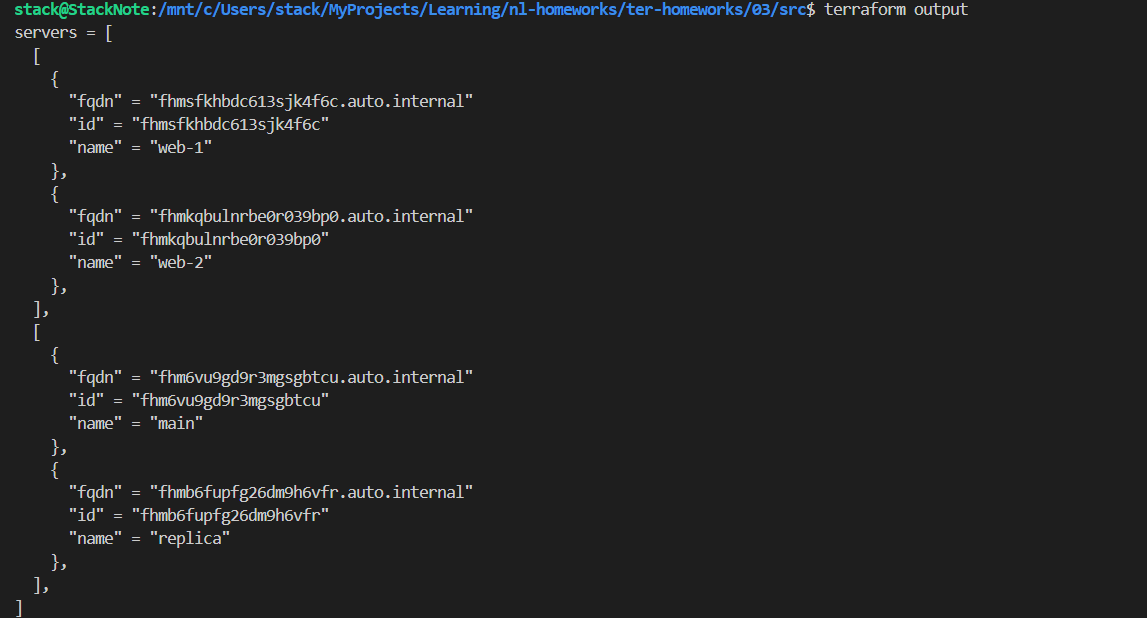 stack@StackNote:/mnt/c/Users/stack/MyProjects/Learning/nl-homeworks/ter-homeworks/03/src$ terraform output
servers = [
  [
    {
      "fqdn" = "fhmsfkhbdc613sjk4f6c.auto.internal"
      "id" = "fhmsfkhbdc613sjk4f6c"
      "name" = "web-1"
    },
    {
      "fqdn" = "fhmkqbulnrbe0r039bp0.auto.internal"
      "id" = "fhmkqbulnrbe0r039bp0"
      "name" = "web-2"
    },
  ],
  [
    {
      "fqdn" = "fhm6vu9gd9r3mgsgbtcu.auto.internal"
      "id" = "fhm6vu9gd9r3mgsgbtcu"
      "name" = "main"
    },
    {
      "fqdn" = "fhmb6fupfg26dm9h6vfr.auto.internal"
      "id" = "fhmb6fupfg26dm9h6vfr"
      "name" = "replica"
    },
  ],
]